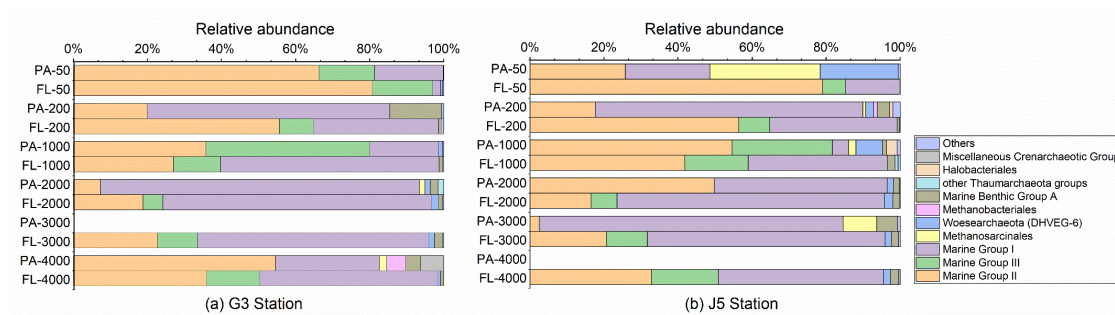 Relative abundance
0% 20% 40% 60% 80% 100%
PA-50
FL-50
PA-200
FL-200
PA-1000
FL-1000
PA-2000
FL-2000
PA-3000
FL-3000
PA-4000
FL-4000
(a) G3 Station
Relative abundance
0% 20% 40% 60% 80% 100%
PA-50
FL-50
PA-200
FL-200
PA-1000
FL-1000
PA-2000
FL-2000
PA-3000
FL-3000
PA-4000
FL-4000
(b) J5 Station
Others
Miscellaneous Crenarchaeotic Group
Halobacteriales
other Thaumarchaeota groups
Marine Benthic Group A
Methanobacteriales
Woesearchaeota (DHVEG-6)
Methanosarcinales
Marine Group I
Marine Group III
Marine Group II